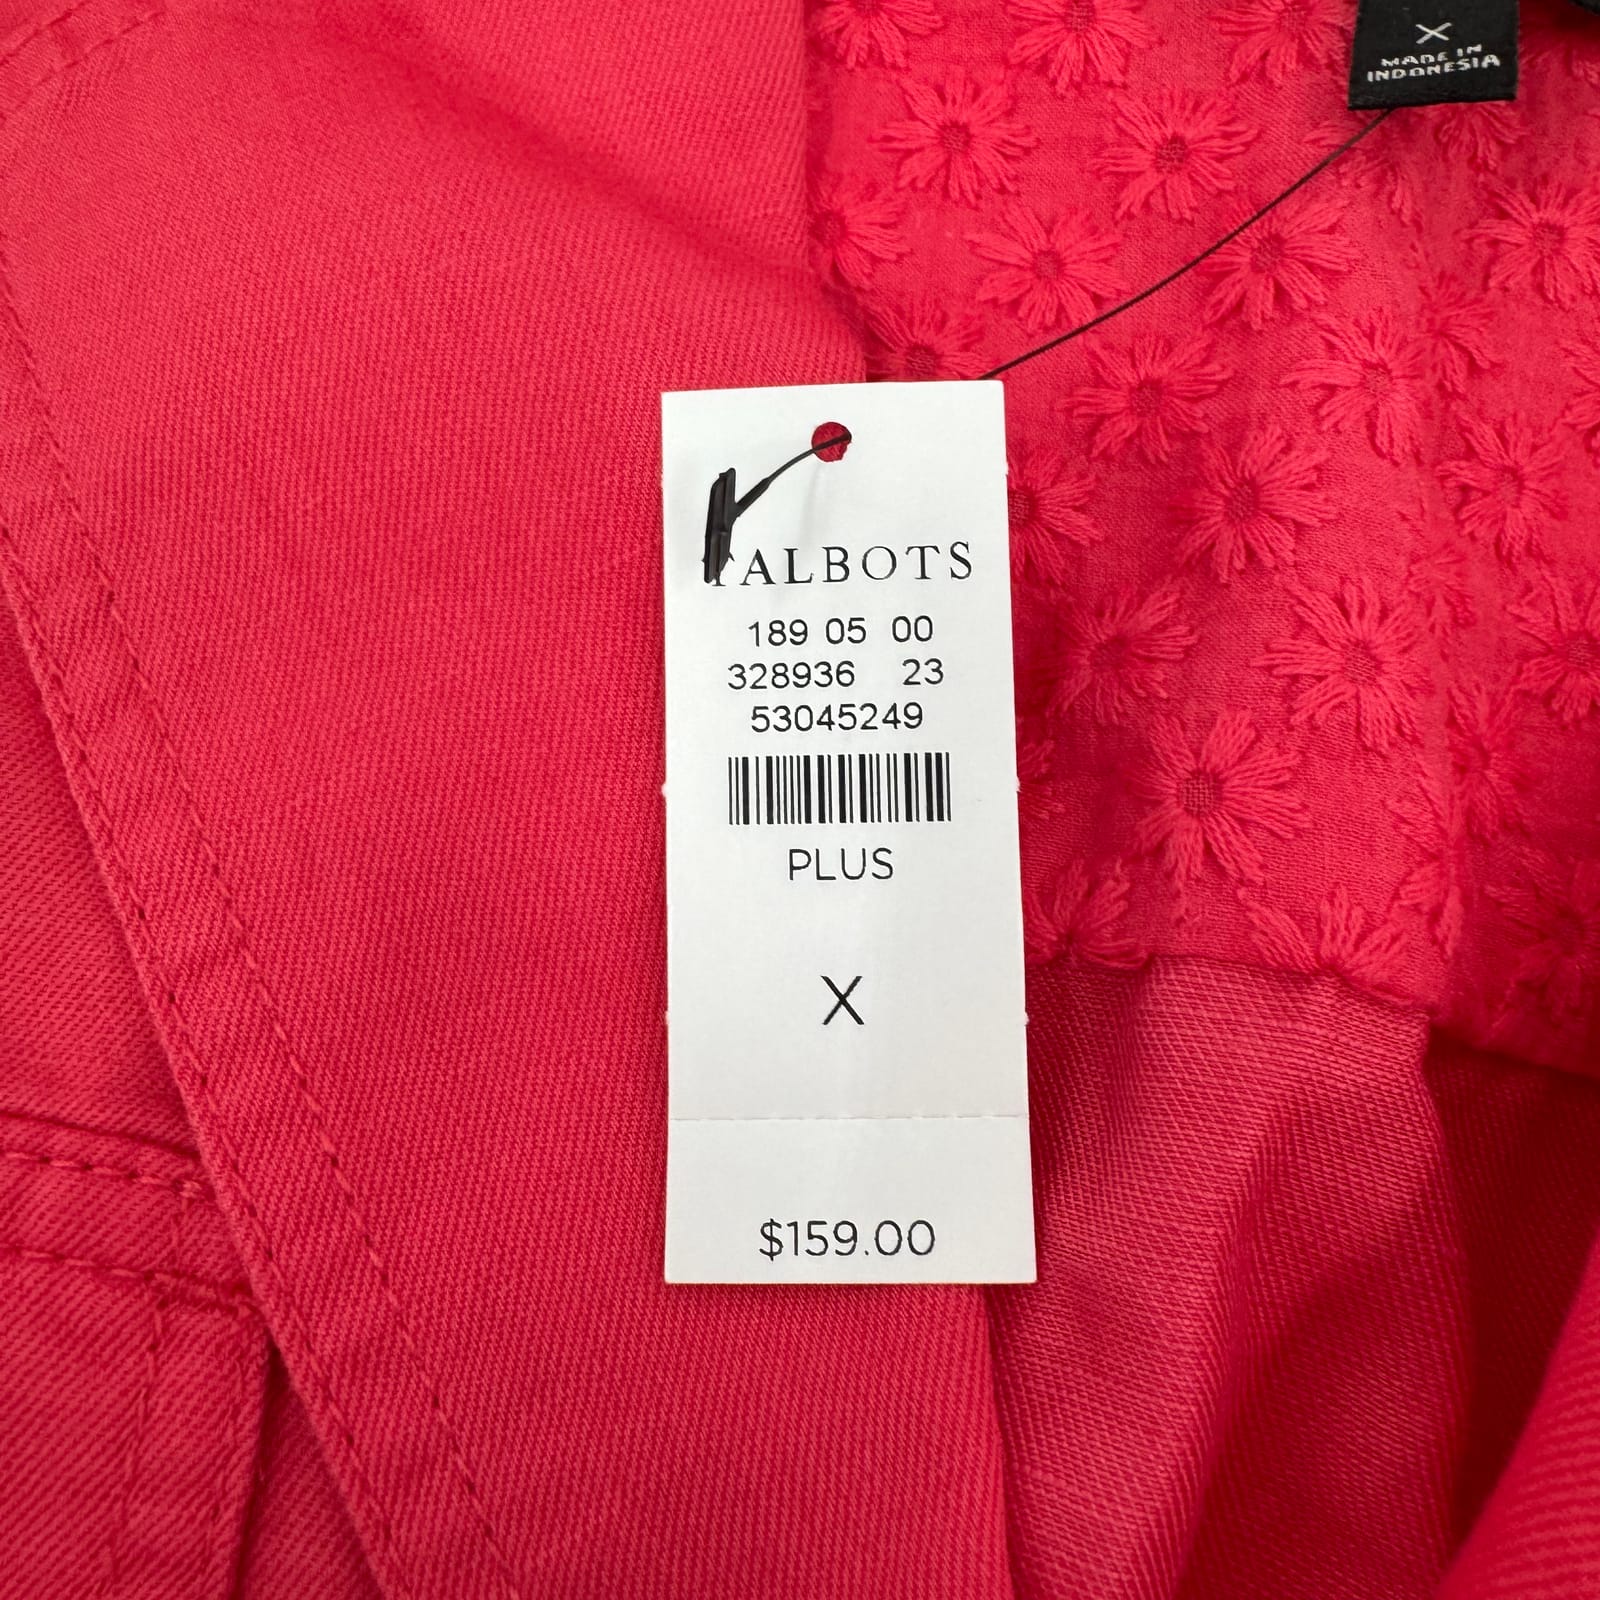 X
MADE IN
INDONESIA
TALBOTS
189 05 00
328936 23
53045249
PLUS
X
$159.00